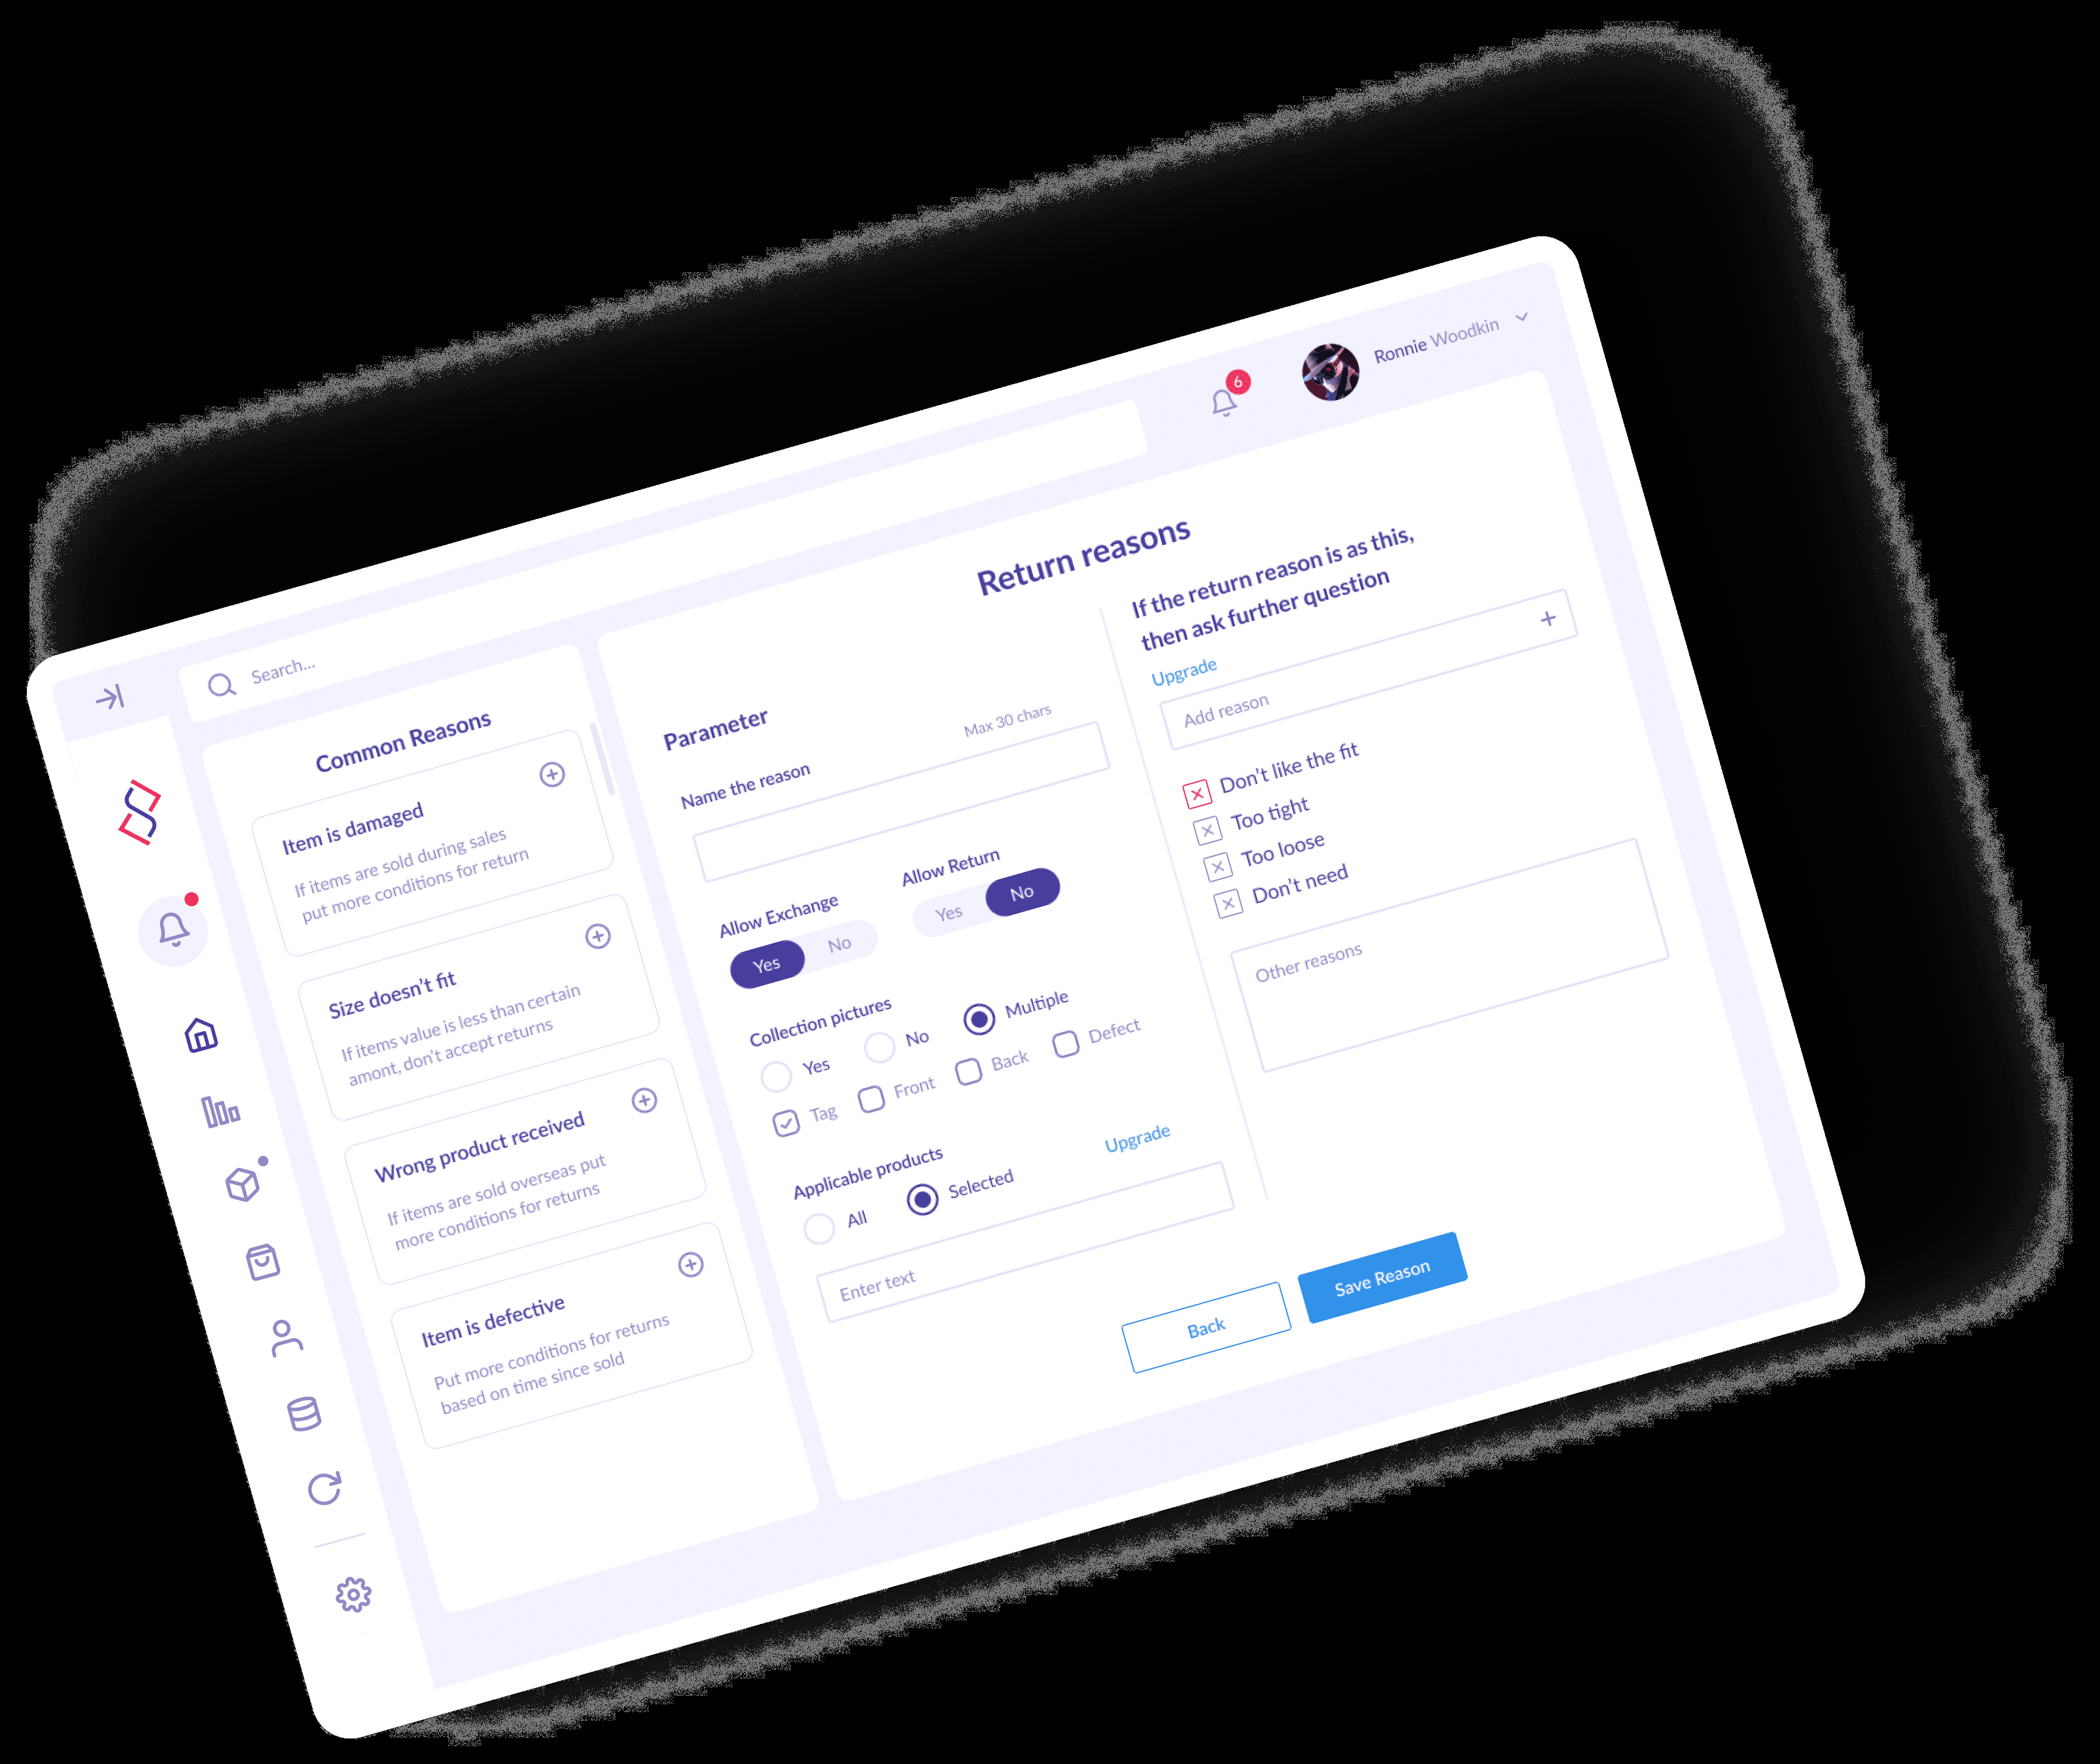 Search...
6
Ronnie Woodkin
Common Reasons
Item is damaged
If items are sold during sales
put more conditions for return
Size doesn't fit
If items value is less than certain
amont, don't accept returns
Wrong product received
If items are sold overseas put
more conditions for returns
Item is defective
Put more conditions for returns
based on time since sold
Return reasons
Parameter
Name the reason
Max 30 chars
Allow Exchange
Yes No
Allow Return
Yes No
Collection pictures
Yes No Multiple
Tag Front Back Defect
Applicable products
Upgrade
All Selected
Enter text
If the return reason is as this,
then ask further question
Upgrade
Add reason
Don't like the fit
Too tight
Too loose
Don't need
Other reasons
Back
Save Reason